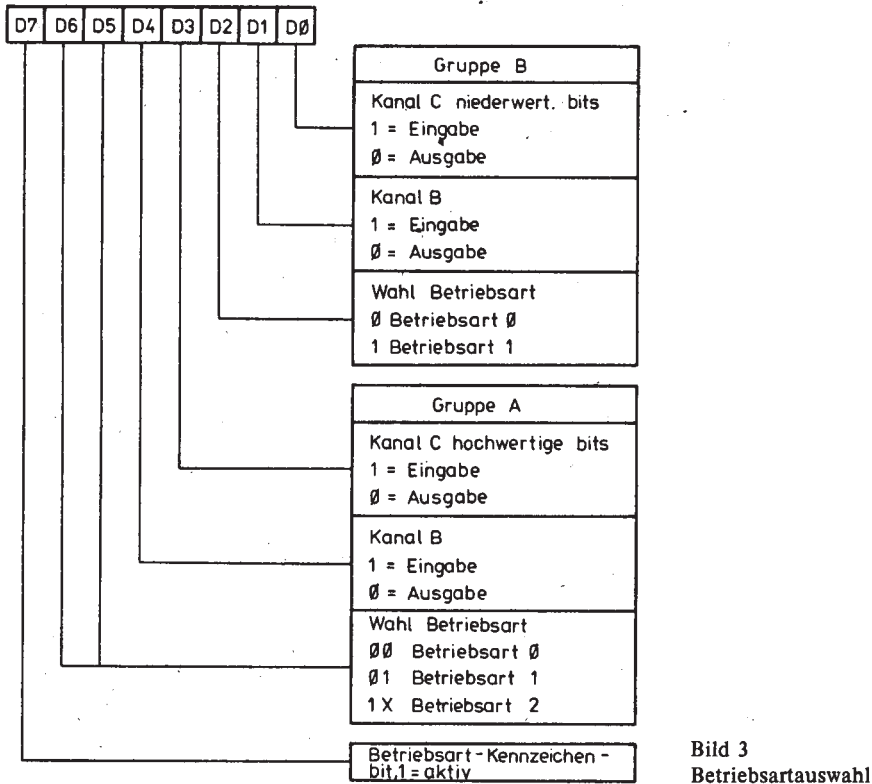 D7 D6 D5 D4 D3 D2 D1 DØ
Gruppe B
Kanal C niederwert. bits
1 = Eingabe
Ø = Ausgabe
Kanal B
1 = Eingabe
Ø = Ausgabe
Wahl Betriebsart
Ø Betriebsart Ø
1 Betriebsart 1
Gruppe A
Kanal C hochwertige bits
1 = Eingabe
Ø = Ausgabe
Kanal B
1 = Eingabe
Ø = Ausgabe
Wahl Betriebsart
ØØ Betriebsart Ø
Ø1 Betriebsart 1
1X Betriebsart 2
Betriebsart-Kennzeichen-
bit,1=aktiv
Bild 3
Betriebsartauswahl